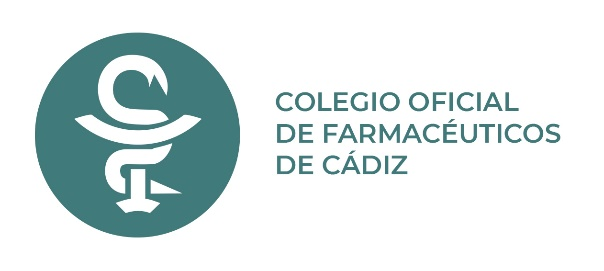 COLEGIO OFICIAL
DE FARMACÉUTICOS
DE CÁDIZ